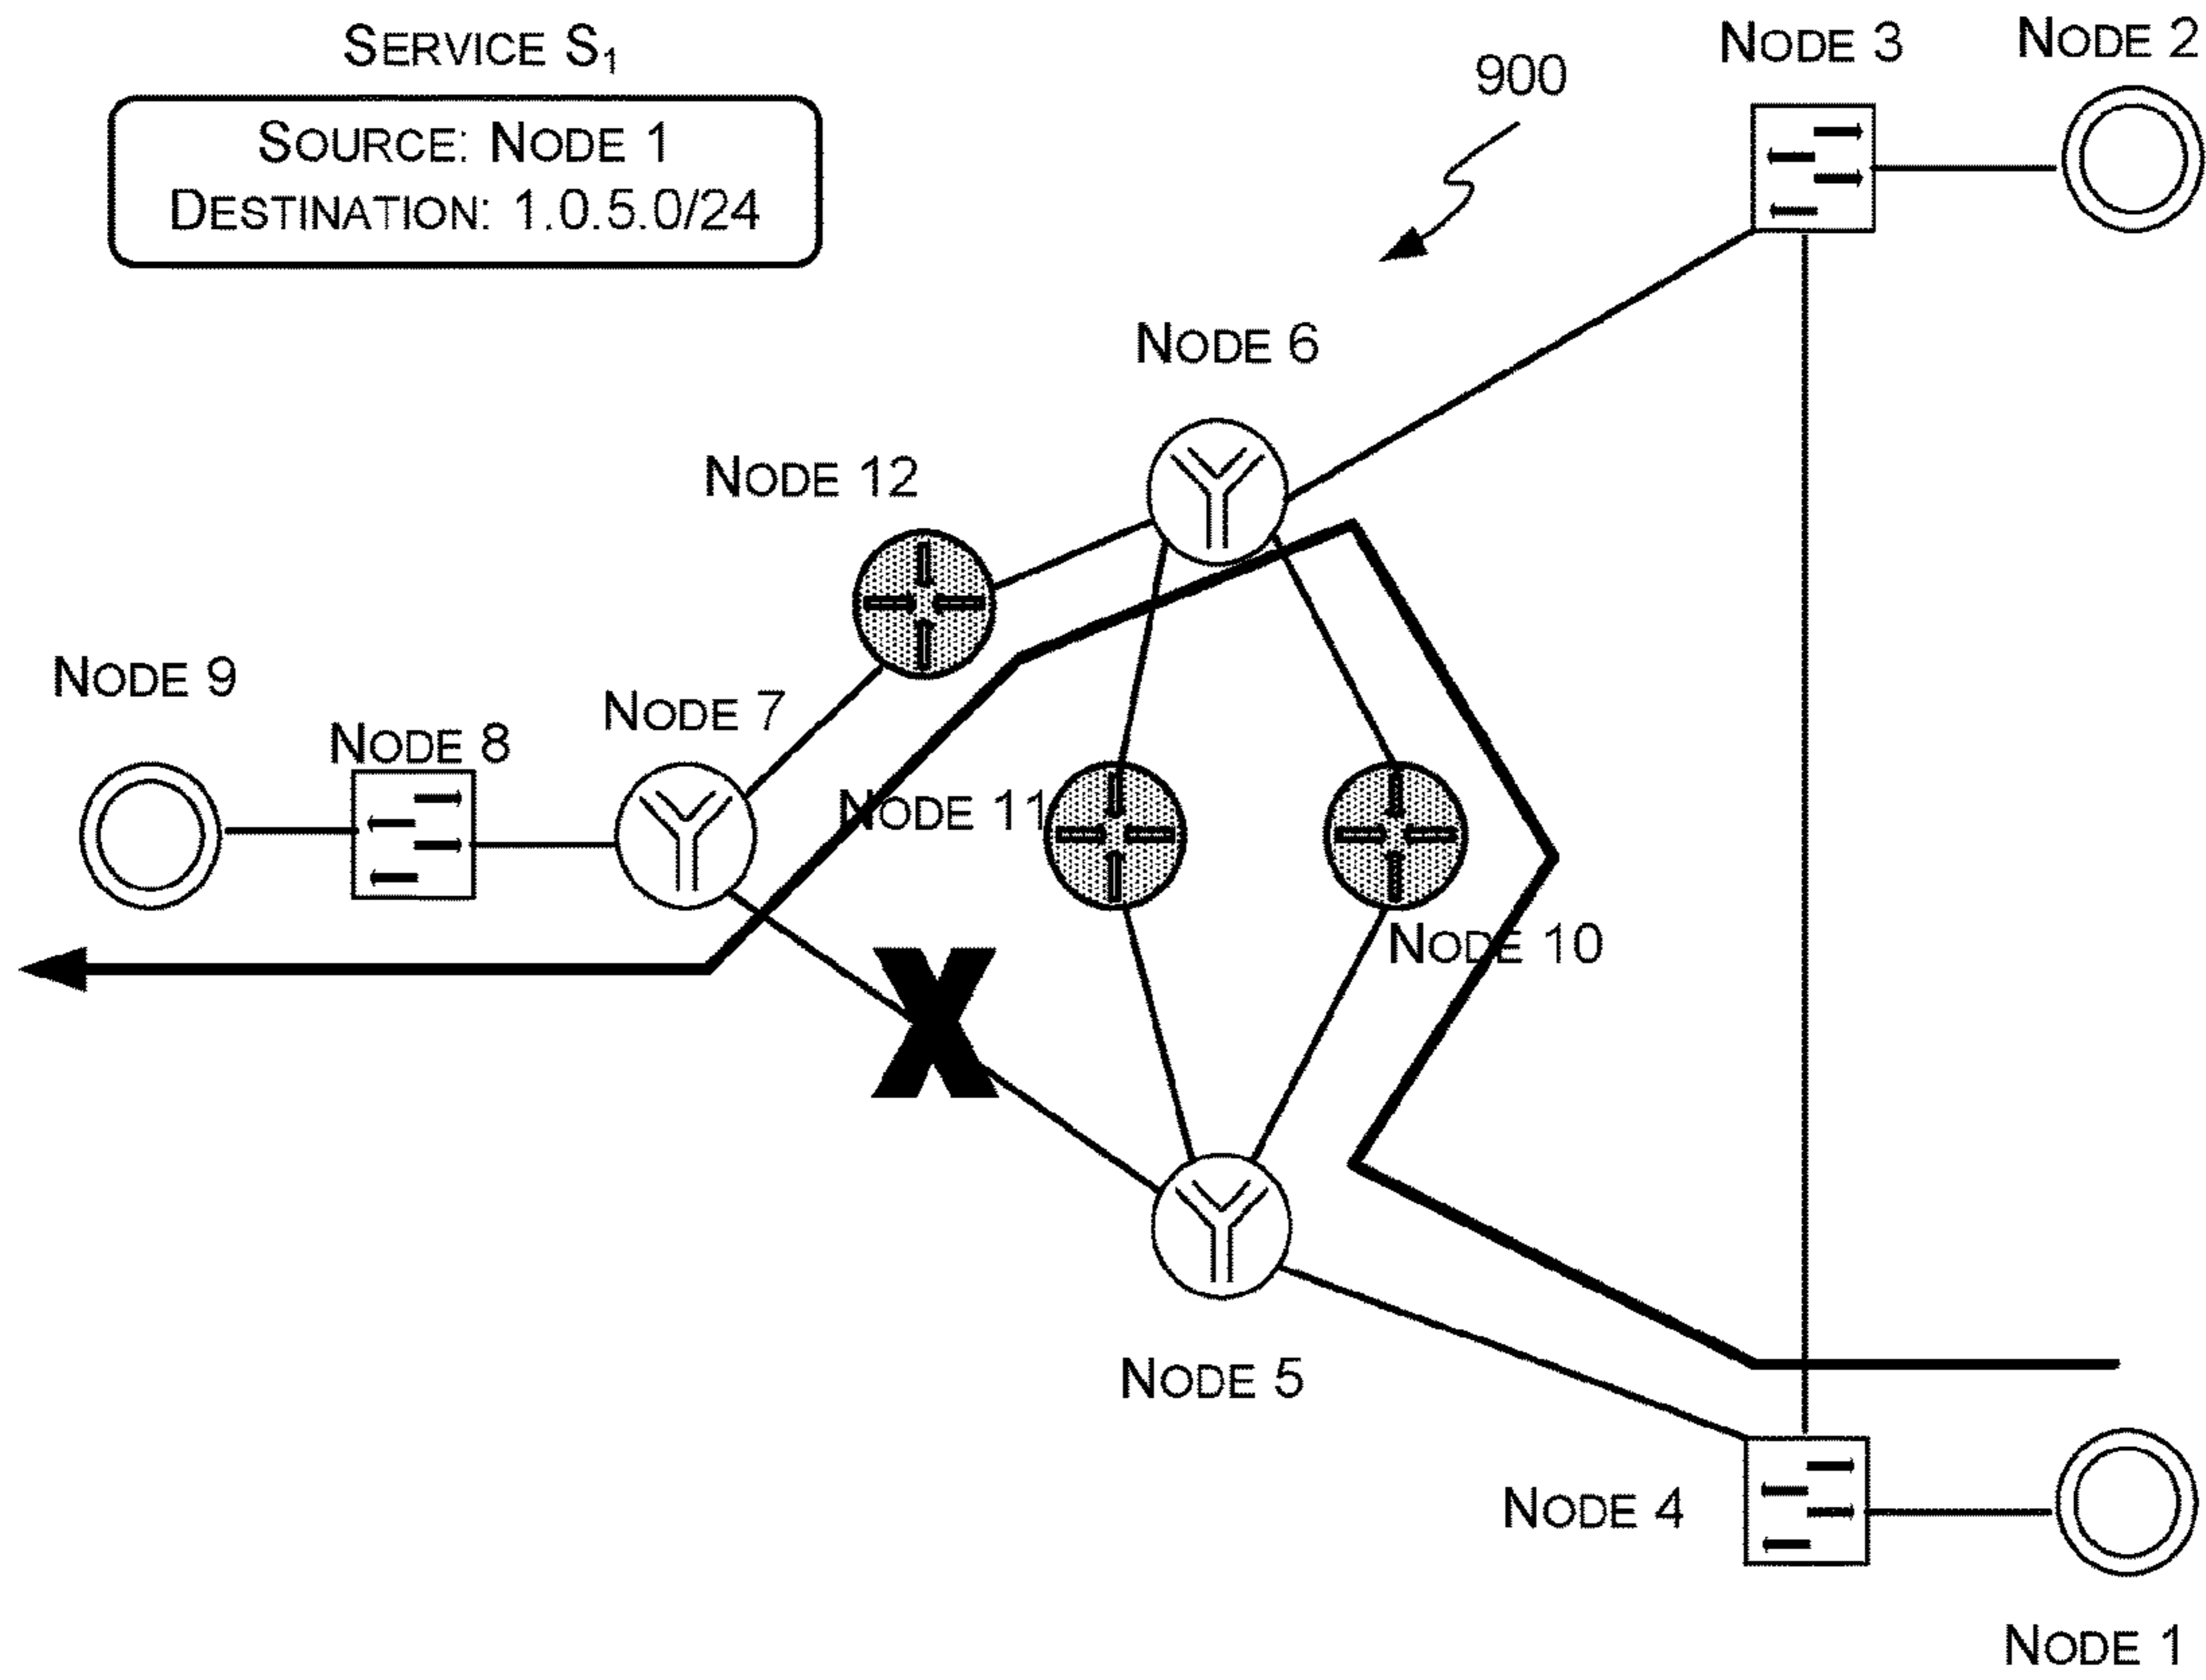 SERVICE S1
SOURCE: NODE 1
DESTINATION: 1.0.5.0/24
900
NODE 3
NODE 2
NODE 6
NODE 12
NODE 9
NODE 8
NODE 7
NODE 11
NODE 10
NODE 5
NODE 4
NODE 1
X